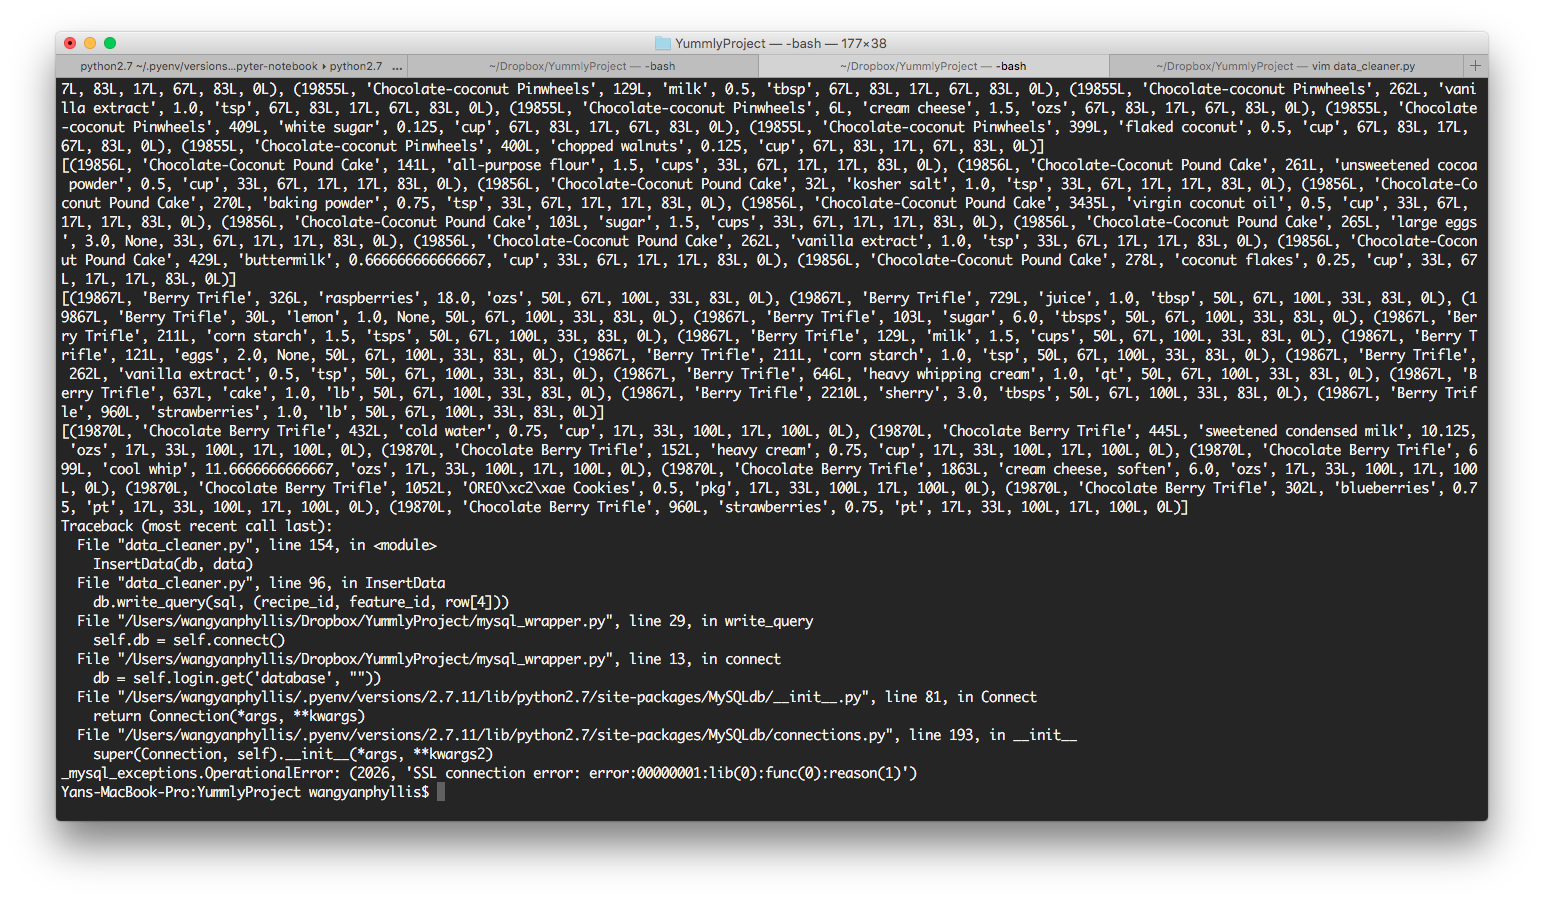 YummlyProject — -bash — 177×38
python2.7 ~/.pyenv/versions...pyter-notebook ▸ python2.7 ...
~/Dropbox/YummlyProject — -bash
~/Dropbox/YummlyProject — -bash
~/Dropbox/YummlyProject — vim data_cleaner.py
7L, 83L, 17L, 67L, 83L, 0L), (19855L, 'Chocolate-coconut Pinwheels', 129L, 'milk', 0.5, 'tbsp', 67L, 83L, 17L, 67L, 83L, 0L), (19855L, 'Chocolate-coconut Pinwheels', 262L, 'vani
lla extract', 1.0, 'tsp', 67L, 83L, 17L, 67L, 83L, 0L), (19855L, 'Chocolate-coconut Pinwheels', 6L, 'cream cheese', 1.5, 'ozs', 67L, 83L, 17L, 67L, 83L, 0L), (19855L, 'Chocolate
-coconut Pinwheels', 409L, 'white sugar', 0.125, 'cup', 67L, 83L, 17L, 67L, 83L, 0L), (19855L, 'Chocolate-coconut Pinwheels', 399L, 'flaked coconut', 0.5, 'cup', 67L, 83L, 17L,
67L, 83L, 0L), (19855L, 'Chocolate-coconut Pinwheels', 400L, 'chopped walnuts', 0.125, 'cup', 67L, 83L, 17L, 67L, 83L, 0L)]
[(19856L, 'Chocolate-Coconut Pound Cake', 141L, 'all-purpose flour', 1.5, 'cups', 33L, 67L, 17L, 17L, 83L, 0L), (19856L, 'Chocolate-Coconut Pound Cake', 261L, 'unsweetened cocoa
powder', 0.5, 'cup', 33L, 67L, 17L, 17L, 83L, 0L), (19856L, 'Chocolate-Coconut Pound Cake', 32L, 'kosher salt', 1.0, 'tsp', 33L, 67L, 17L, 17L, 83L, 0L), (19856L, 'Chocolate-Co
conut Pound Cake', 270L, 'baking powder', 0.75, 'tsp', 33L, 67L, 17L, 17L, 83L, 0L), (19856L, 'Chocolate-Coconut Pound Cake', 3435L, 'virgin coconut oil', 0.5, 'cup', 33L, 67L,
17L, 17L, 83L, 0L), (19856L, 'Chocolate-Coconut Pound Cake', 103L, 'sugar', 1.5, 'cups', 33L, 67L, 17L, 17L, 83L, 0L), (19856L, 'Chocolate-Coconut Pound Cake', 265L, 'large eggs
', 3.0, None, 33L, 67L, 17L, 17L, 83L, 0L), (19856L, 'Chocolate-Coconut Pound Cake', 262L, 'vanilla extract', 1.0, 'tsp', 33L, 67L, 17L, 17L, 83L, 0L), (19856L, 'Chocolate-Cocon
ut Pound Cake', 429L, 'buttermilk', 0.666666666666667, 'cup', 33L, 67L, 17L, 17L, 83L, 0L), (19856L, 'Chocolate-Coconut Pound Cake', 278L, 'coconut flakes', 0.25, 'cup', 33L, 67
L, 17L, 17L, 83L, 0L)]
[(19867L, 'Berry Trifle', 326L, 'raspberries', 18.0, 'ozs', 50L, 67L, 100L, 33L, 83L, 0L), (19867L, 'Berry Trifle', 729L, 'juice', 1.0, 'tbsp', 50L, 67L, 100L, 33L, 83L, 0L), (1
9867L, 'Berry Trifle', 30L, 'lemon', 1.0, None, 50L, 67L, 100L, 33L, 83L, 0L), (19867L, 'Berry Trifle', 103L, 'sugar', 6.0, 'tbsps', 50L, 67L, 100L, 33L, 83L, 0L), (19867L, 'Ber
ry Trifle', 211L, 'corn starch', 1.5, 'tsps', 50L, 67L, 100L, 33L, 83L, 0L), (19867L, 'Berry Trifle', 129L, 'milk', 1.5, 'cups', 50L, 67L, 100L, 33L, 83L, 0L), (19867L, 'Berry T
rifle', 121L, 'eggs', 2.0, None, 50L, 67L, 100L, 33L, 83L, 0L), (19867L, 'Berry Trifle', 211L, 'corn starch', 1.0, 'tsp', 50L, 67L, 100L, 33L, 83L, 0L), (19867L, 'Berry Trifle',
262L, 'vanilla extract', 0.5, 'tsp', 50L, 67L, 100L, 33L, 83L, 0L), (19867L, 'Berry Trifle', 646L, 'heavy whipping cream', 1.0, 'qt', 50L, 67L, 100L, 33L, 83L, 0L), (19867L, 'B
erry Trifle', 637L, 'cake', 1.0, 'lb', 50L, 67L, 100L, 33L, 83L, 0L), (19867L, 'Berry Trifle', 2210L, 'sherry', 3.0, 'tbsps', 50L, 67L, 100L, 33L, 83L, 0L), (19867L, 'Berry Trif
le', 960L, 'strawberries', 1.0, 'lb', 50L, 67L, 100L, 33L, 83L, 0L)]
[(19870L, 'Chocolate Berry Trifle', 432L, 'cold water', 0.75, 'cup', 17L, 33L, 100L, 17L, 100L, 0L), (19870L, 'Chocolate Berry Trifle', 445L, 'sweetened condensed milk', 10.125,
'ozs', 17L, 33L, 100L, 17L, 100L, 0L), (19870L, 'Chocolate Berry Trifle', 152L, 'heavy cream', 0.75, 'cup', 17L, 33L, 100L, 17L, 100L, 0L), (19870L, 'Chocolate Berry Trifle', 6
99L, 'cool whip', 11.6666666666667, 'ozs', 17L, 33L, 100L, 17L, 100L, 0L), (19870L, 'Chocolate Berry Trifle', 1863L, 'cream cheese, soften', 6.0, 'ozs', 17L, 33L, 100L, 17L, 100
L, 0L), (19870L, 'Chocolate Berry Trifle', 1052L, 'OREO\xc2\xae Cookies', 0.5, 'pkg', 17L, 33L, 100L, 17L, 100L, 0L), (19870L, 'Chocolate Berry Trifle', 302L, 'blueberries', 0.7
5, 'pt', 17L, 33L, 100L, 17L, 100L, 0L), (19870L, 'Chocolate Berry Trifle', 960L, 'strawberries', 0.75, 'pt', 17L, 33L, 100L, 17L, 100L, 0L)]
Traceback (most recent call last):
File "data_cleaner.py", line 154, in <module>
InsertData(db, data)
File "data_cleaner.py", line 96, in InsertData
db.write_query(sql, (recipe_id, feature_id, row[4]))
File "/Users/wangyanphyllis/Dropbox/YummlyProject/mysql_wrapper.py", line 29, in write_query
self.db = self.connect()
File "/Users/wangyanphyllis/Dropbox/YummlyProject/mysql_wrapper.py", line 13, in connect
db = self.login.get('database', ""))
File "/Users/wangyanphyllis/.pyenv/versions/2.7.11/lib/python2.7/site-packages/MySQLdb/__init__.py", line 81, in Connect
return Connection(*args, **kwargs)
File "/Users/wangyanphyllis/.pyenv/versions/2.7.11/lib/python2.7/site-packages/MySQLdb/connections.py", line 193, in __init__
super(Connection, self).__init__(*args, **kwargs2)
_mysql_exceptions.OperationalError: (2026, 'SSL connection error: error:00000001:lib(0):func(0):reason(1)')
Yans-MacBook-Pro:YummlyProject wangyanphyllis$